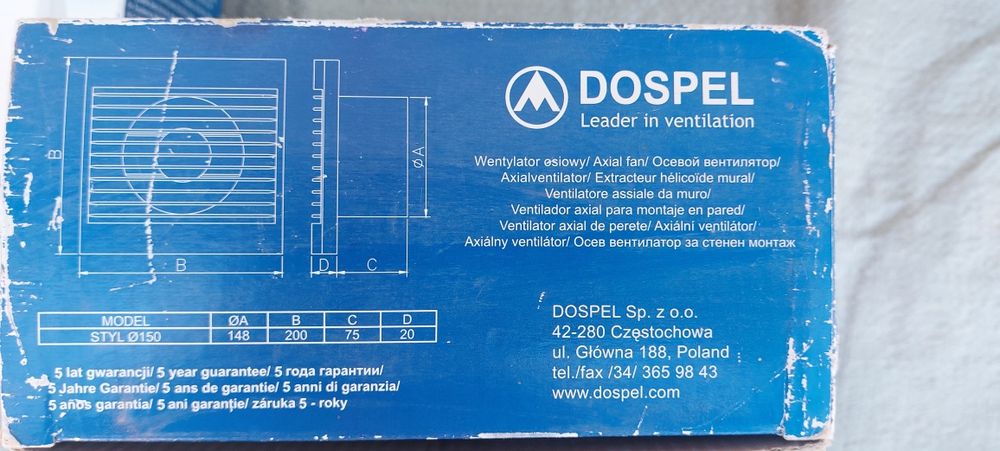 B
B
D
C
ØA
DOSPEL
Leader in ventilation
Wentylator osiowy/ Axial fan/ Осевой вентилятор/
Axialventilator/ Extracteur hélicoïde mural/
Ventilatore assiale da muro/
Ventilador axial para montaje en pared/
Ventilator axial de perete/ Axiální ventilátor/
Axiálny ventilátor/ Осев вентилатор за стенен монтаж
MODEL ØA B C D
STYL Ø150 148 200 75 20
5 lat gwarancji/ 5 year guarantee/ 5 года гарантии/
5 Jahre Garantie/ 5 ans de garantie/ 5 anni di garanzia/
5 años garantia/ 5 ani garanţie/ záruka 5 - roky
DOSPEL Sp. z o.o.
42-280 Częstochowa
ul. Główna 188, Poland
tel./fax /34/ 365 98 43
www.dospel.com